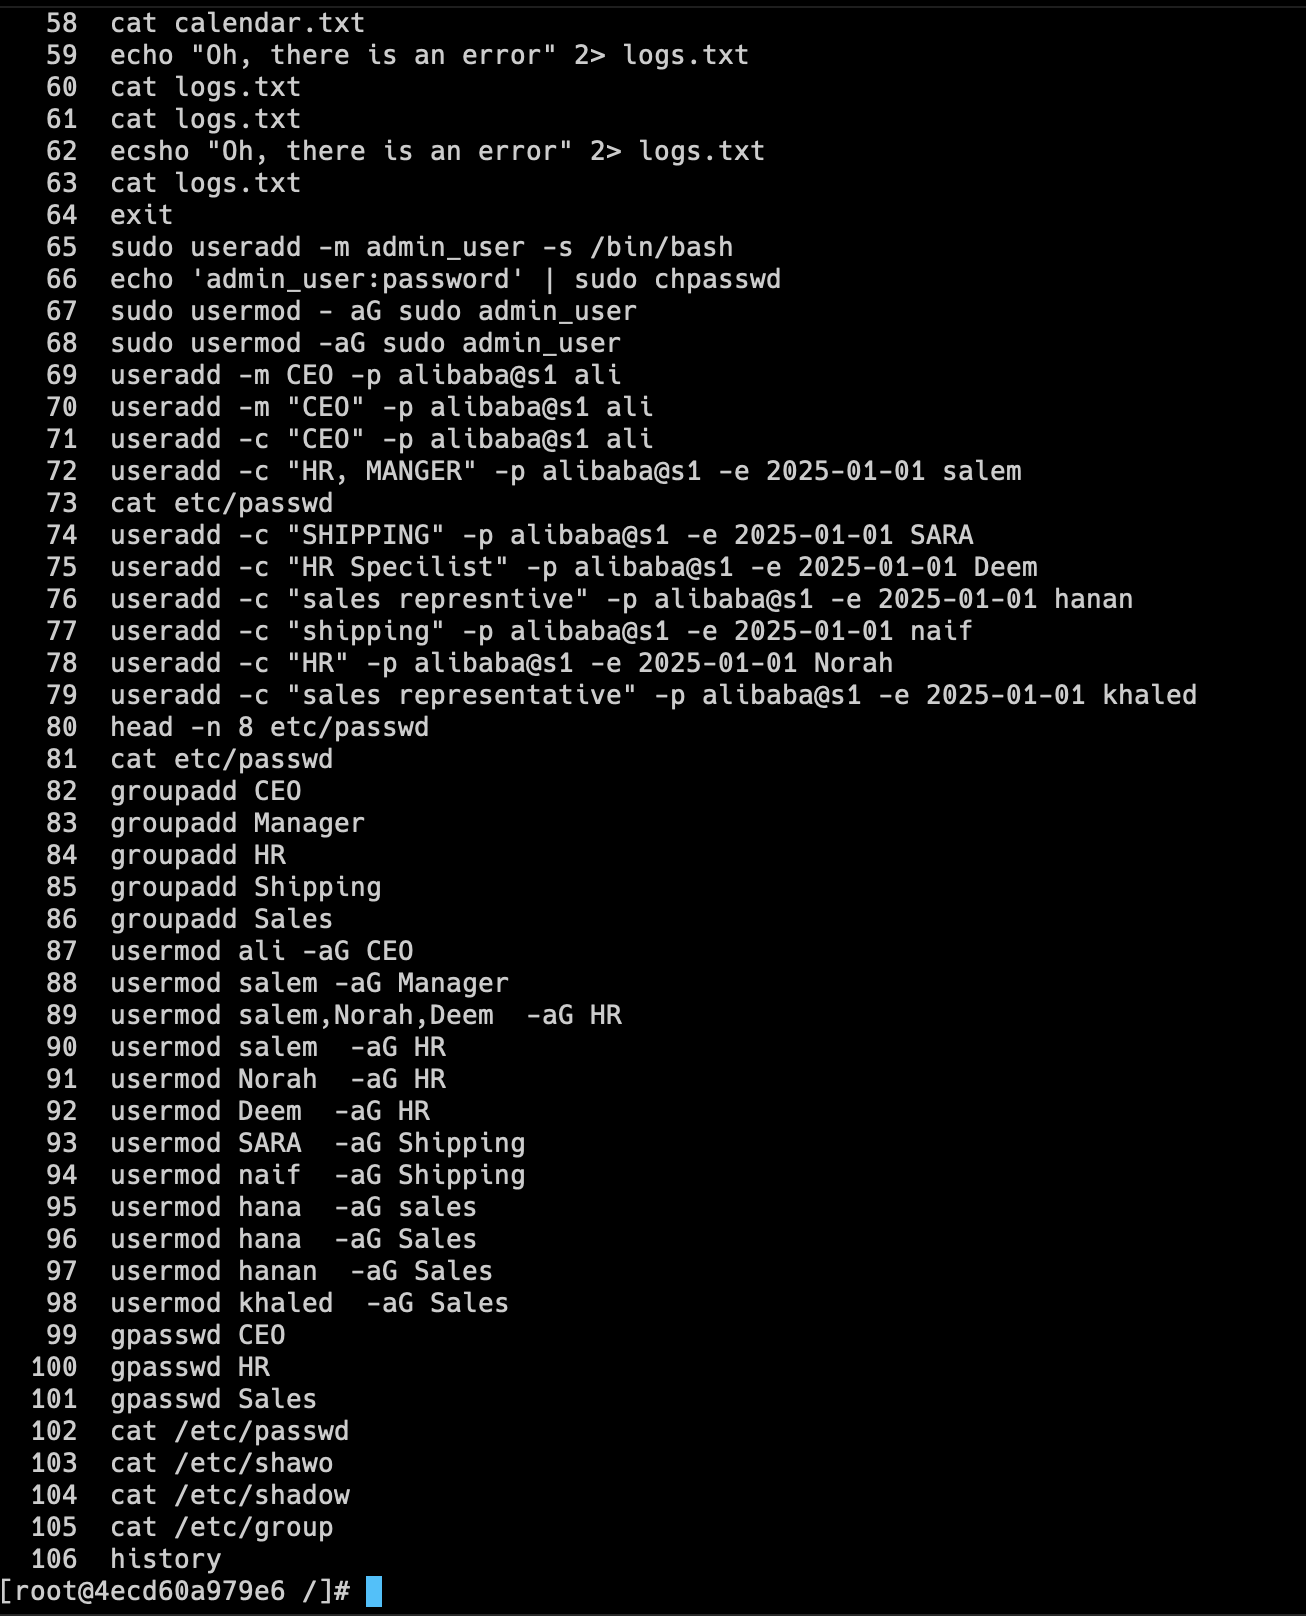 58  cat calendar.txt
59  echo "Oh, there is an error" 2> logs.txt
60  cat logs.txt
61  cat logs.txt
62  ecsho "Oh, there is an error" 2> logs.txt
63  cat logs.txt
64  exit
65  sudo useradd -m admin_user -s /bin/bash
66  echo 'admin_user:password' | sudo chpasswd
67  sudo usermod - aG sudo admin_user
68  sudo usermod -aG sudo admin_user
69  useradd -m CEO -p alibaba@s1 ali
70  useradd -m "CEO" -p alibaba@s1 ali
71  useradd -c "CEO" -p alibaba@s1 ali
72  useradd -c "HR, MANGER" -p alibaba@s1 -e 2025-01-01 salem
73  cat etc/passwd
74  useradd -c "SHIPPING" -p alibaba@s1 -e 2025-01-01 SARA
75  useradd -c "HR Specilist" -p alibaba@s1 -e 2025-01-01 Deem
76  useradd -c "sales represntive" -p alibaba@s1 -e 2025-01-01 hanan
77  useradd -c "shipping" -p alibaba@s1 -e 2025-01-01 naif
78  useradd -c "HR" -p alibaba@s1 -e 2025-01-01 Norah
79  useradd -c "sales representative" -p alibaba@s1 -e 2025-01-01 khaled
80  head -n 8 etc/passwd
81  cat etc/passwd
82  groupadd CEO
83  groupadd Manager
84  groupadd HR
85  groupadd Shipping
86  groupadd Sales
87  usermod ali -aG CEO
88  usermod salem -aG Manager
89  usermod salem,Norah,Deem  -aG HR
90  usermod salem  -aG HR
91  usermod Norah  -aG HR
92  usermod Deem  -aG HR
93  usermod SARA  -aG Shipping
94  usermod naif  -aG Shipping
95  usermod hana  -aG sales
96  usermod hana  -aG Sales
97  usermod hanan  -aG Sales
98  usermod khaled  -aG Sales
99  gpasswd CEO
100  gpasswd HR
101  gpasswd Sales
102  cat /etc/passwd
103  cat /etc/shawo
104  cat /etc/shadow
105  cat /etc/group
106  history
[root@4ecd60a979e6 /]#